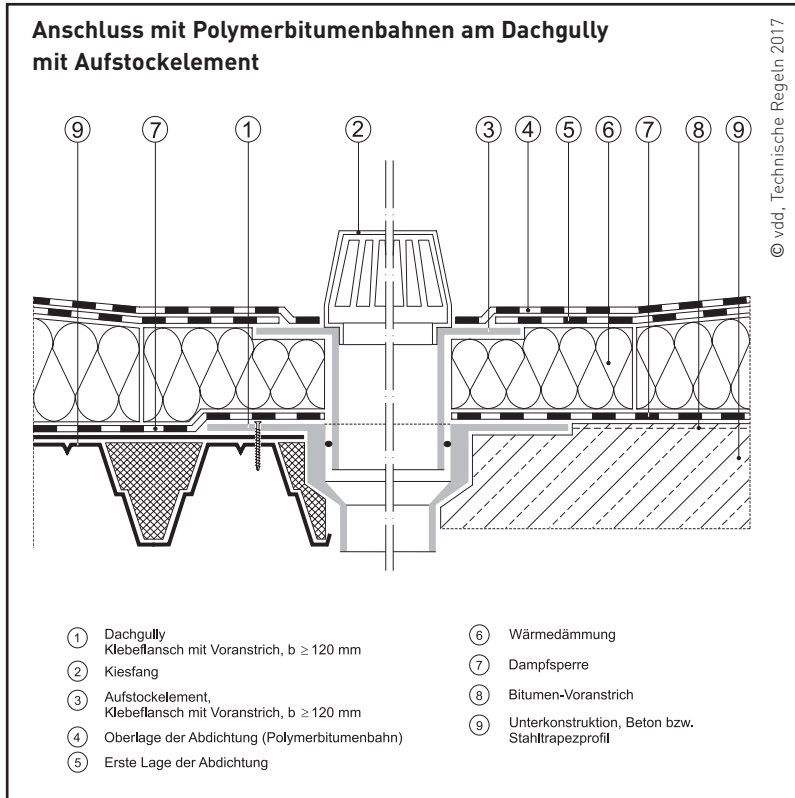 Anschluss mit Polymerbitumenbahnen am Dachgully
mit Aufstockelement
© vdd, Technische Regeln 2017
9 7 1 2 3 4 5 6 7 8 9
1 Dachgully
Klebeflansch mit Voranstrich, b ≥ 120 mm
2 Kiesfang
3 Aufstockelement,
Klebeflansch mit Voranstrich, b ≥ 120 mm
4 Oberlage der Abdichtung (Polymerbitumenbahn)
5 Erste Lage der Abdichtung
6 Wärmedämmung
7 Dampfsperre
8 Bitumen-Voranstrich
9 Unterkonstruktion, Beton bzw.
Stahltrapezprofil